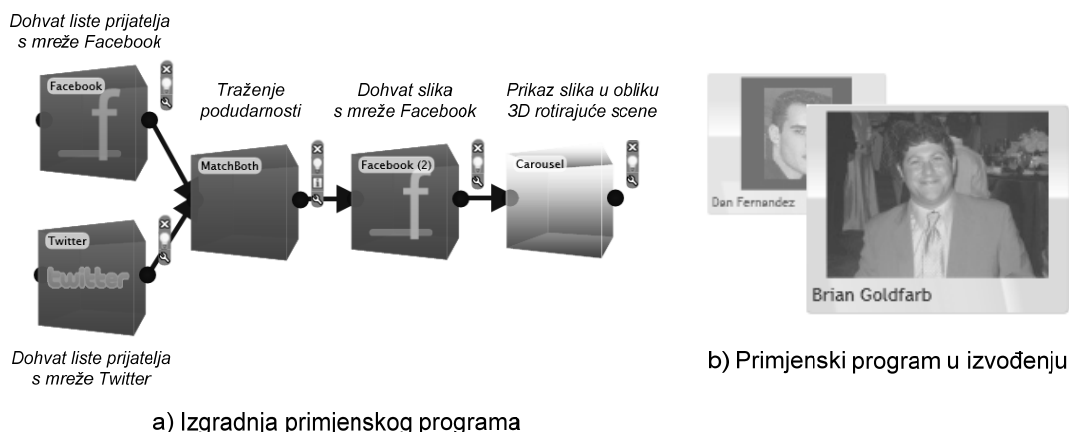 Dohvat liste prijatelja
s mreže Facebook
Facebook
f
Traženje
podudarnosti
MatchBoth
Dohvat slika
s mreže Facebook
Facebook (2)
f
Prikaz slika u obliku
3D rotirajuće scene
Carousel
Twitter
twitter
Dohvat liste prijatelja
s mreže Twitter
a) Izgradnja primjenskog programa
Dan Fernandez
Brian Goldfarb
b) Primjenski program u izvođenju